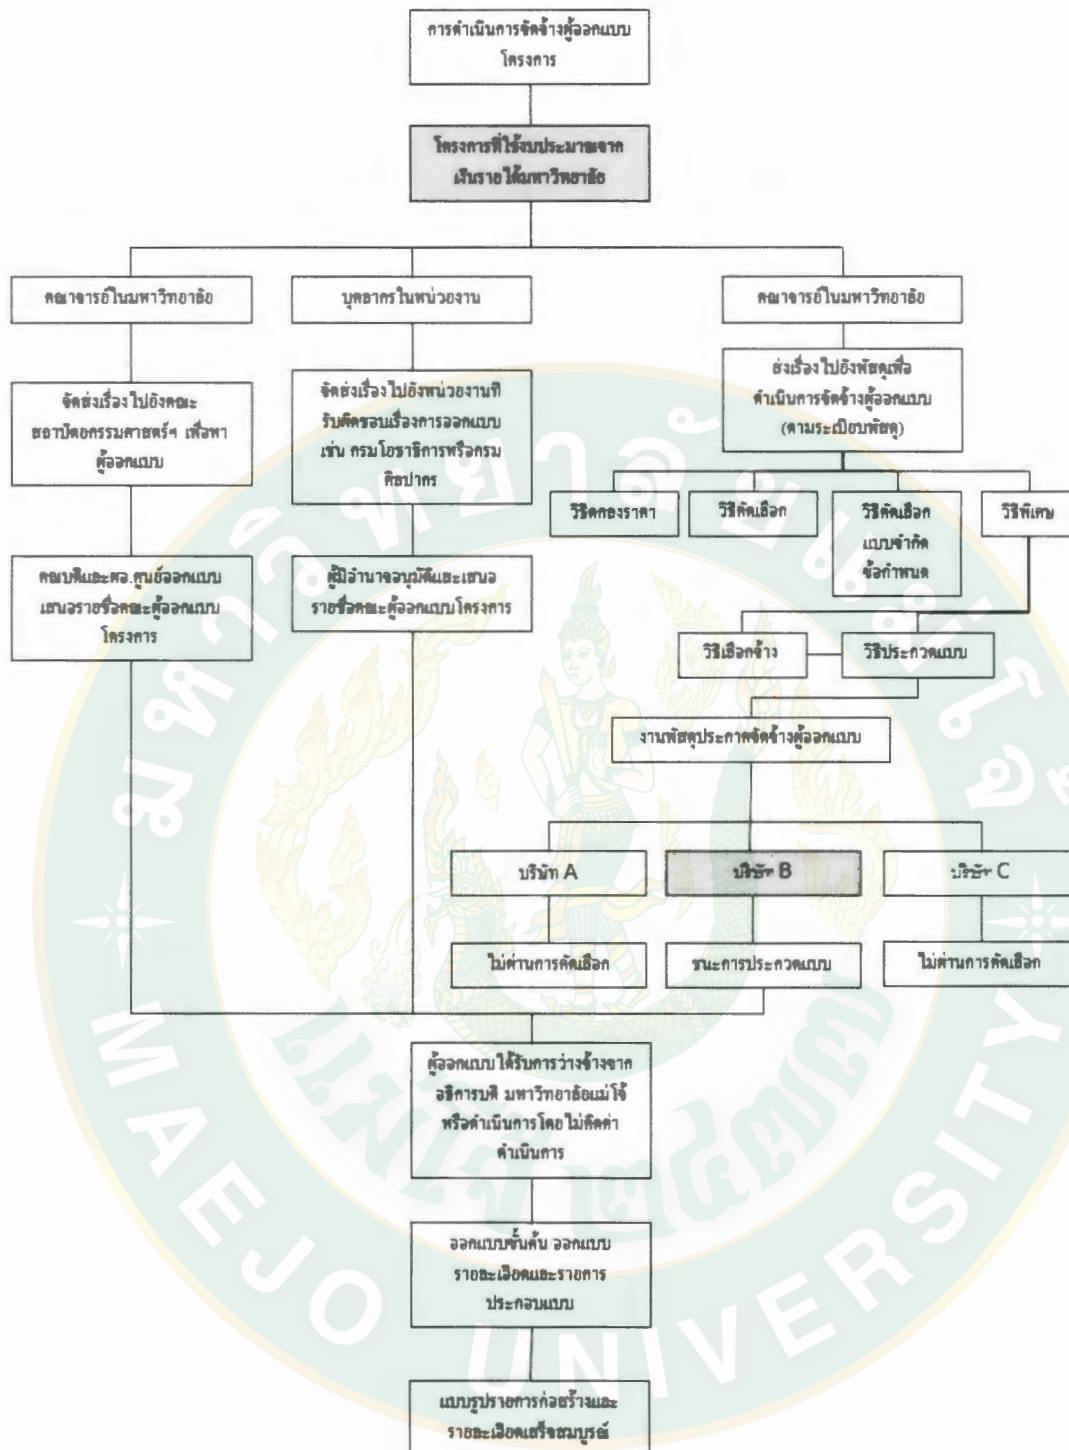 การดำเนินการจัดจ้างผู้ออกแบบ
โครงการ
โครงการที่ใช้งบประมาณจาก
เงินรายได้มหาวิทยาลัย
คณาจารย์ในมหาวิทยาลัย
บุคลากรในหน่วยงาน
คณาจารย์ในมหาวิทยาลัย
จัดส่งเรื่องไปยังคณะ
สถาปัตยกรรมศาสตร์ฯ เพื่อหา
ผู้ออกแบบ
จัดส่งเรื่องไปยังหน่วยงานที่
รับผิดชอบเรื่องการออกแบบ
เช่น กรมโยธาธิการหรือกรม
ศิลปากร
ส่งเรื่องไปยังพัสดุเพื่อ
ดำเนินการจัดจ้างผู้ออกแบบ
(ตามระเบียบพัสดุ)
วิธีตกลงราคา
วิธีคัดเลือก
วิธีคัดเลือก
แบบจำกัด
ข้อกำหนด
วิธีพิเศษ
คณบดีและผอ.ศูนย์ออกแบบ
เสนอรายชื่อคณะผู้ออกแบบ
โครงการ
ผู้มีอำนาจอนุมัติและเสนอ
รายชื่อคณะผู้ออกแบบโครงการ
วิธีเลือกจ้าง
วิธีประกวดแบบ
งานพัสดุประกาศจัดจ้างผู้ออกแบบ
บริษัท A
บริษัท B
บริษัท C
ไม่ผ่านการคัดเลือก
ชนะการประกวดแบบ
ไม่ผ่านการคัดเลือก
ผู้ออกแบบได้รับการว่างจ้างจาก
อธิการบดี มหาวิทยาลัยแม่โจ้
หรือดำเนินการโดยไม่คิดค่า
ดำเนินการ
ออกแบบขั้นต้น ออกแบบ
รายละเอียดและรายการ
ประกอบแบบ
แบบรูปรายการก่อสร้างและ
รายละเอียดเสร็จสมบูรณ์
มหาวิทยาลัยแม่โจ้
แม่โจ้ ๒๔๗๗
MAEJO UNIVERSITY